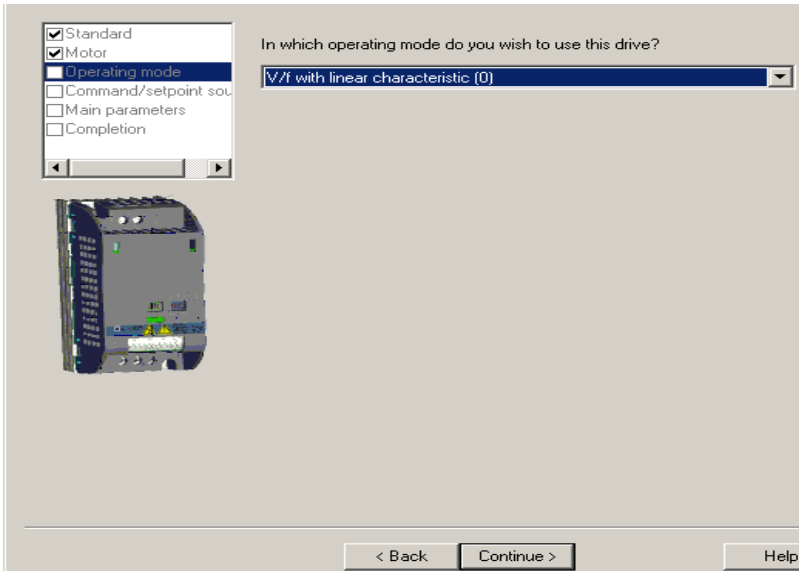 Standard
Motor
Operating mode
Command/setpoint sou
Main parameters
Completion
In which operating mode do you wish to use this drive?
V/f with linear characteristic (0)
< Back
Continue >
Help